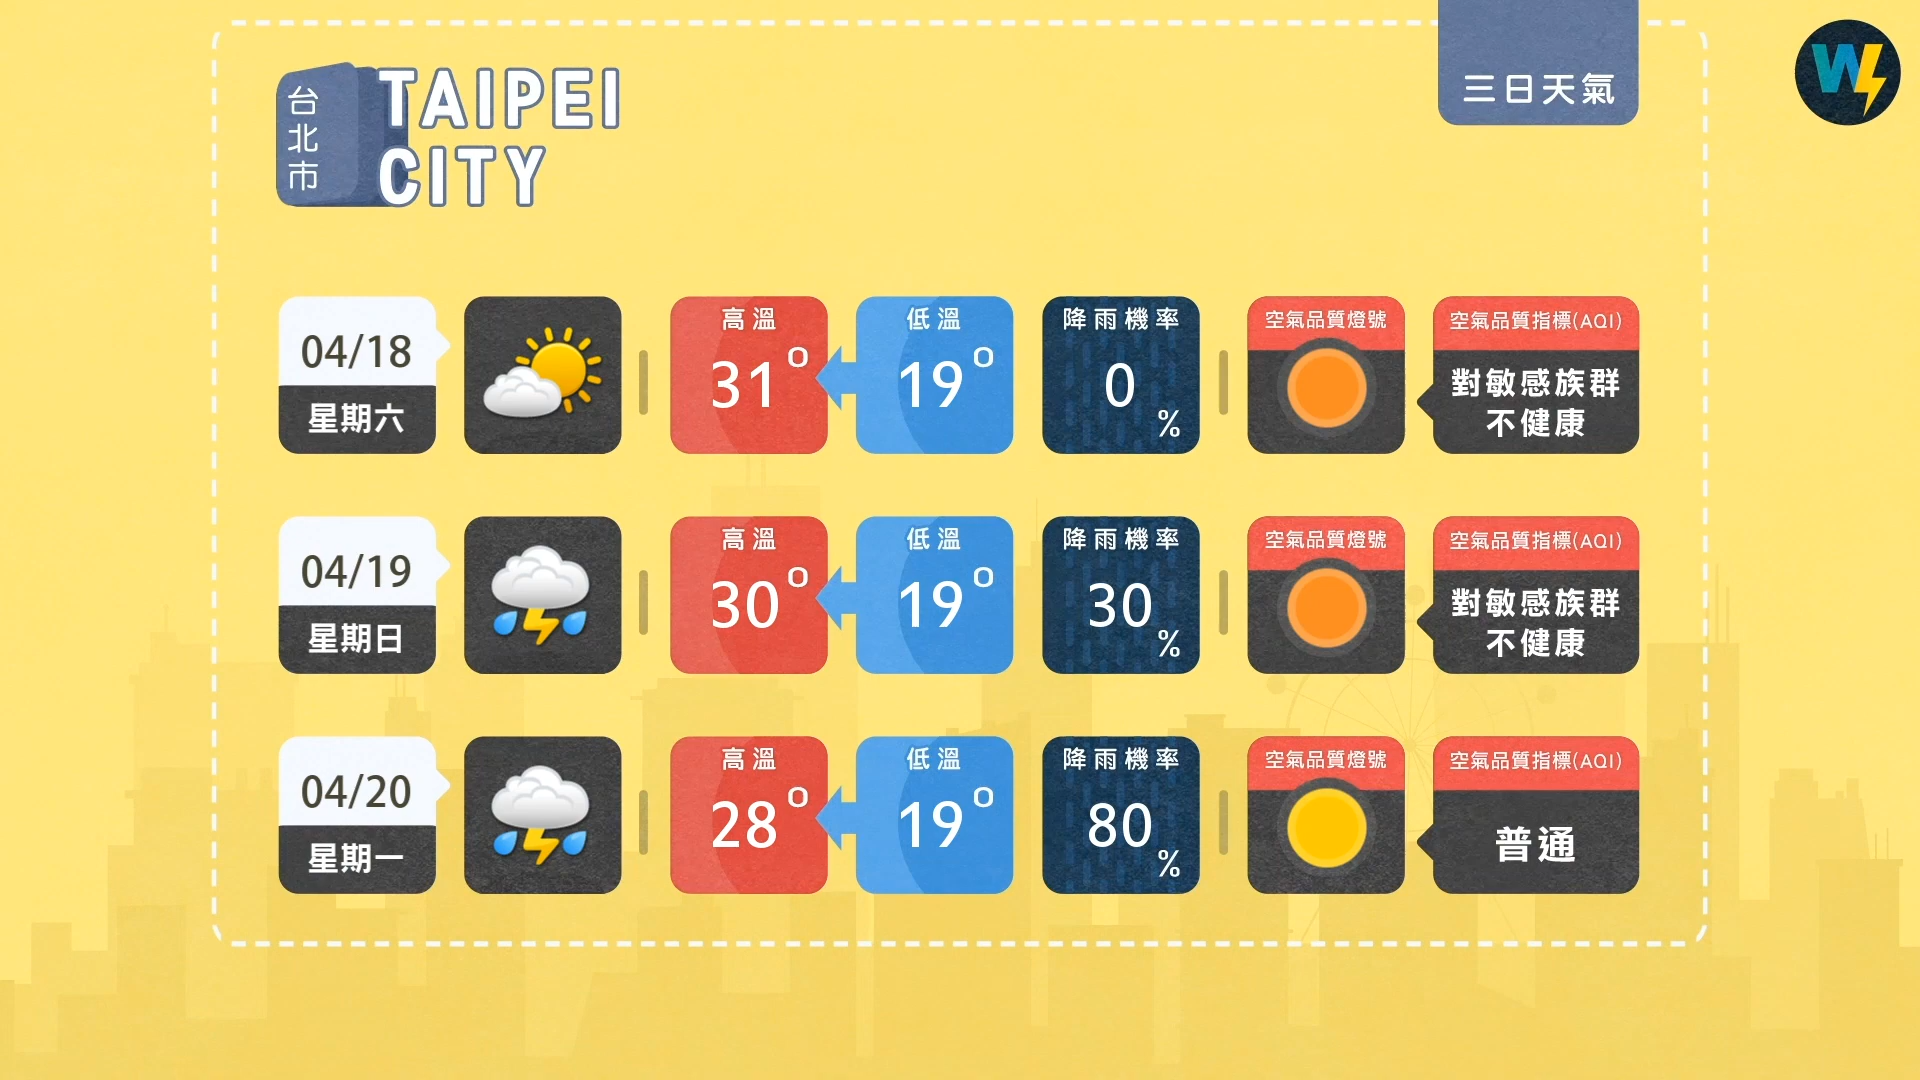 台北市
TAIPEI
CITY
三日天氣
W
04/18
星期六
高溫
31°
低溫
19°
降雨機率
0
%
空氣品質燈號
空氣品質指標(AQI)
對敏感族群
不健康
04/19
星期日
高溫
30°
低溫
19°
降雨機率
30
%
空氣品質燈號
空氣品質指標(AQI)
對敏感族群
不健康
04/20
星期一
高溫
28°
低溫
19°
降雨機率
80
%
空氣品質燈號
空氣品質指標(AQI)
普通